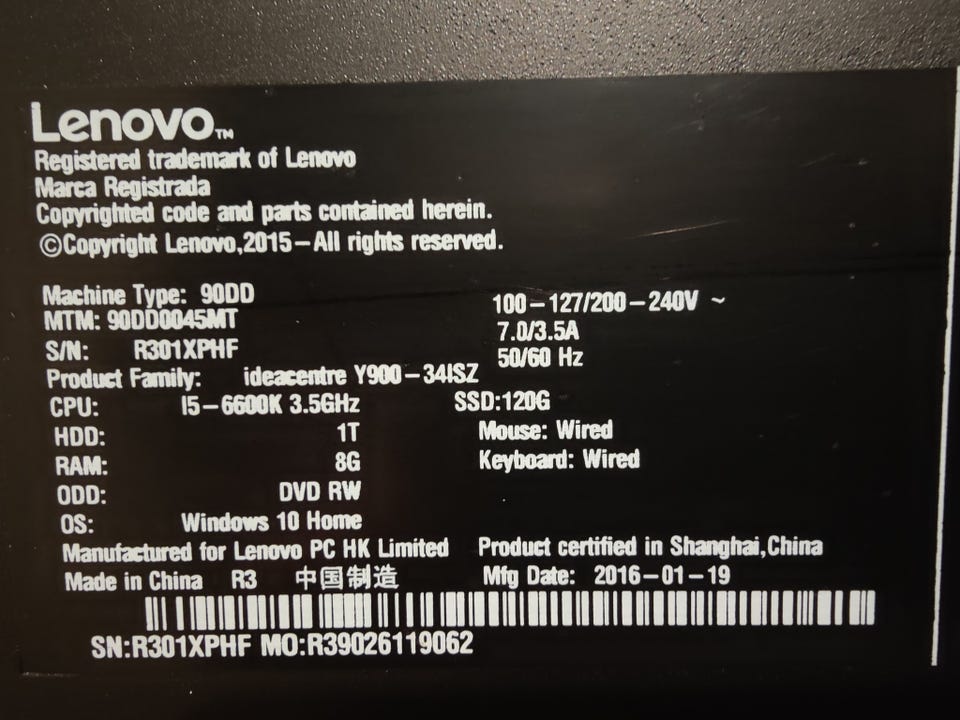 Lenovo™
Registered trademark of Lenovo
Marca Registrada
Copyrighted code and parts contained herein.
©Copyright Lenovo,2015-All rights reserved.
Machine Type: 90DD
MTM: 90DD0045MT
S/N: R301XPHF
Product Family: ideacentre Y900-34ISZ
100-127/200-240V ~
7.0/3.5A
50/60 Hz
CPU: I5-6600K 3.5GHz SSD:120G
HDD: 1T Mouse: Wired
RAM: 8G Keyboard: Wired
ODD: DVD RW
OS: Windows 10 Home
Manufactured for Lenovo PC HK Limited Product certified in Shanghai,China
Made in China R3 中国制造 Mfg Date: 2016-01-19
SN:R301XPHF MO:R39026119062